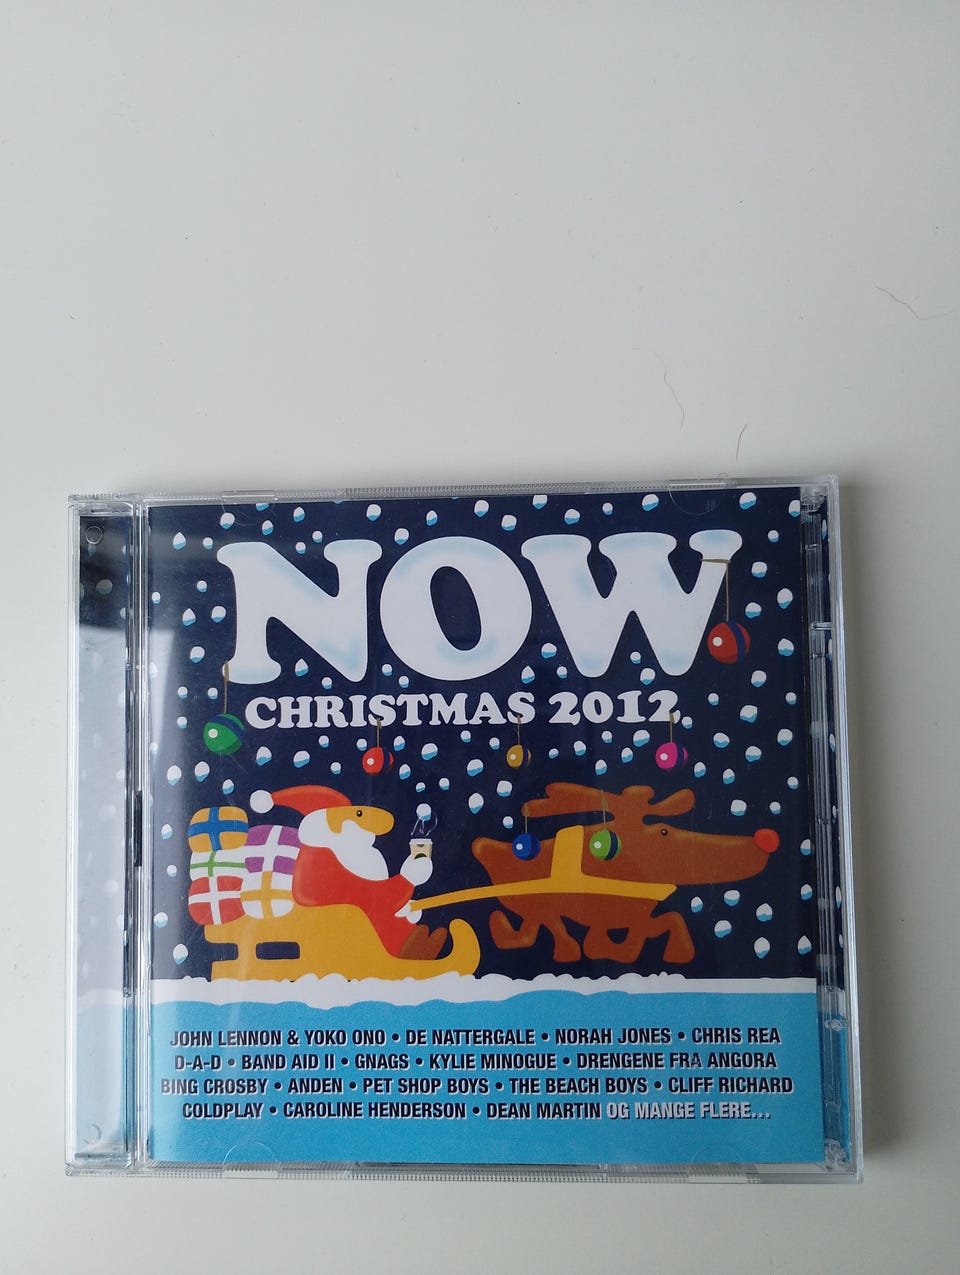 NOW
CHRISTMAS 2012
JOHN LENNON & YOKO ONO • DE NATTERGALE • NORAH JONES • CHRIS REA
D-A-D • BAND AID II • GNAGS • KYLIE MINOGUE • DRENGENE FRA ANGORA
BING CROSBY • ANDEN • PET SHOP BOYS • THE BEACH BOYS • CLIFF RICHARD
COLDPLAY • CAROLINE HENDERSON • DEAN MARTIN OG MANGE FLERE...